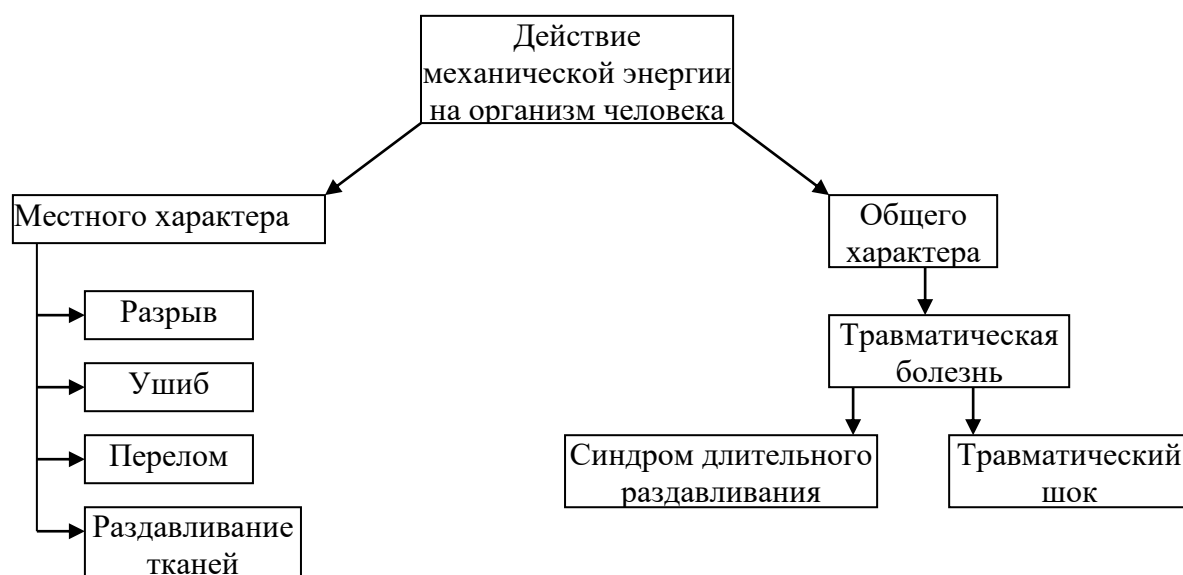 Действие
механической энергии
на организм человека
Местного характера
Общего
характера
Разрыв
Травматическая
болезнь
Ушиб
Перелом
Синдром длительного
раздавливания
Травматический
шок
Раздавливание
тканей